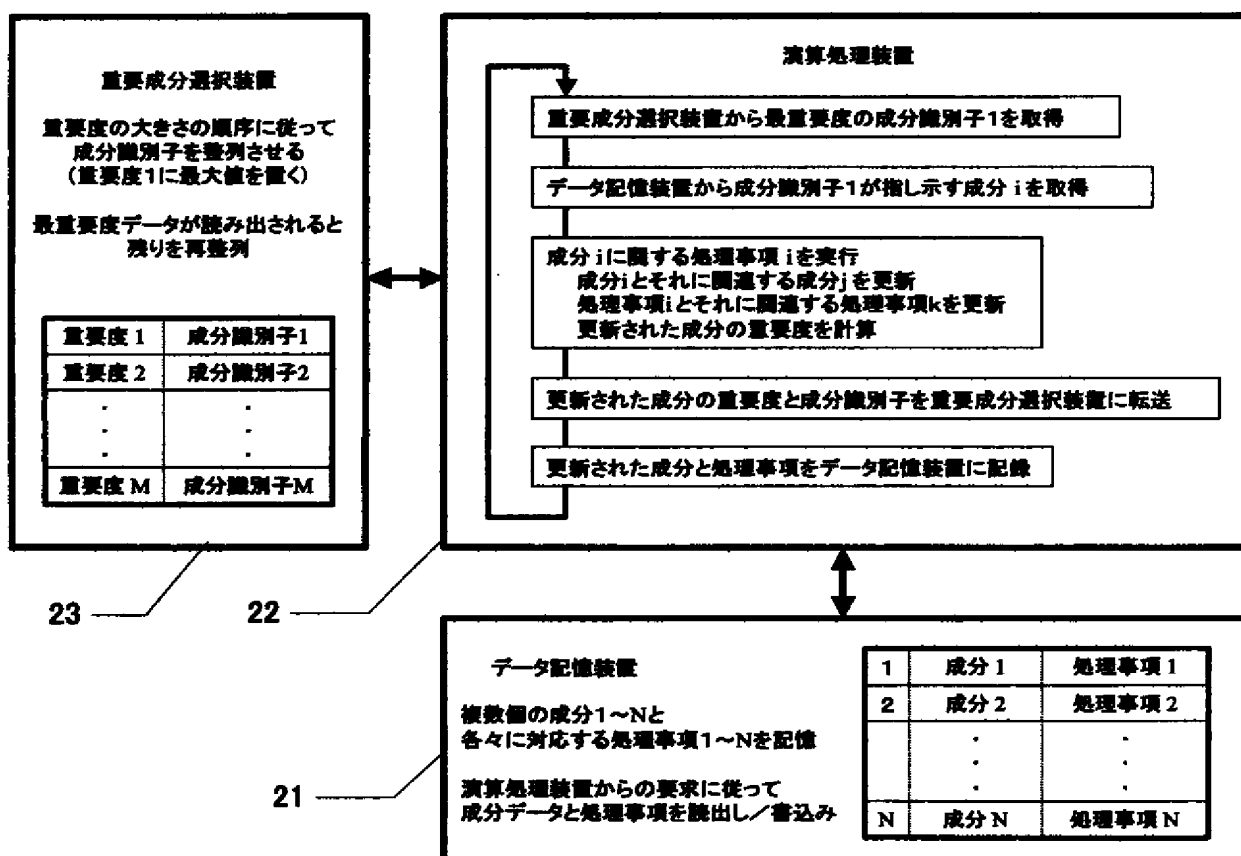 重要成分選択装置
重要度の大きさの順序に従って
成分識別子を整列させる
(重要度1に最大値を置く)
最重要度データが読み出されると
残りを再整列
重要度 1 成分識別子1
重要度 2 成分識別子2
・ ・
・ ・
・ ・
重要度 M 成分識別子M
23
演算処理装置
重要成分選択装置から最重要度の成分識別子1を取得
データ記憶装置から成分識別子1が指し示す成分 i を取得
成分 i に関する処理事項 i を実行
成分iとそれに関連する成分j を更新
処理事項iとそれに関連する処理事項kを更新
更新された成分の重要度を計算
更新された成分の重要度と成分識別子を重要成分選択装置に転送
更新された成分と処理事項をデータ記憶装置に記録
22
データ記憶装置
複数個の成分1～Nと
各々に対応する処理事項1～Nを記憶
演算処理装置からの要求に従って
成分データと処理事項を読出し／書込み
1 成分 1 処理事項 1
2 成分 2 処理事項 2
・ ・
・ ・
・ ・
N 成分 N 処理事項 N
21